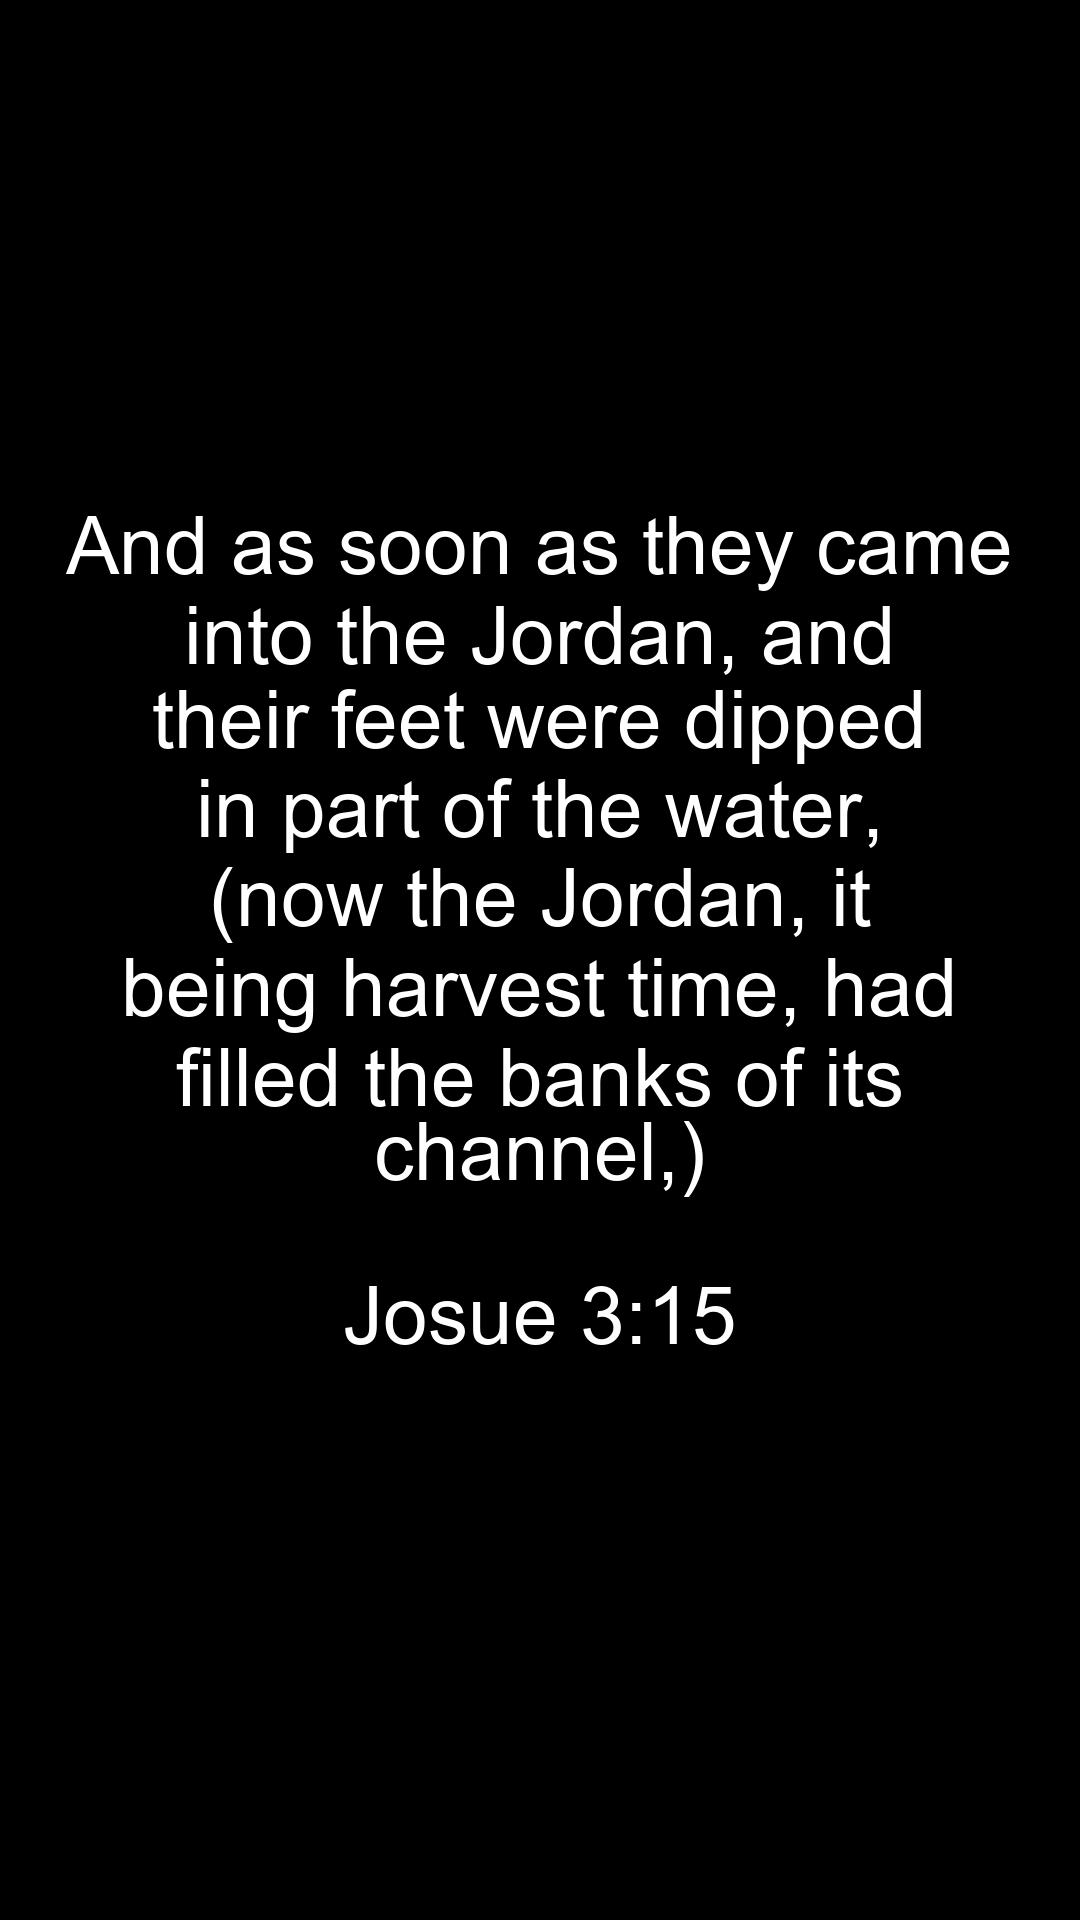 And as soon as they came
into the Jordan, and
their feet were dipped
in part of the water,
(now the Jordan, it
being harvest time, had
filled the banks of its
channel,)
Josue 3:15